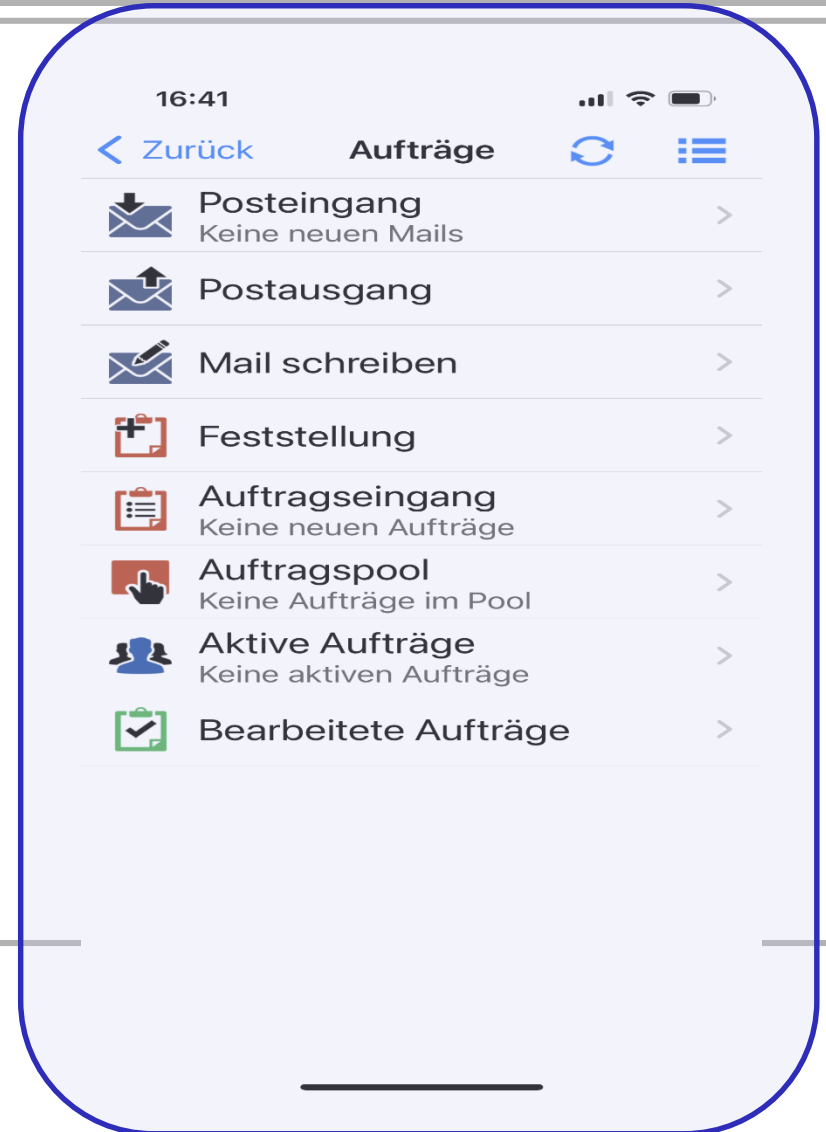 16:41
Zurück Aufträge
Posteingang
Keine neuen Mails
Postausgang
Mail schreiben
Feststellung
Auftragseingang
Keine neuen Aufträge
Auftragspool
Keine Aufträge im Pool
Aktive Aufträge
Keine aktiven Aufträge
Bearbeitete Aufträge